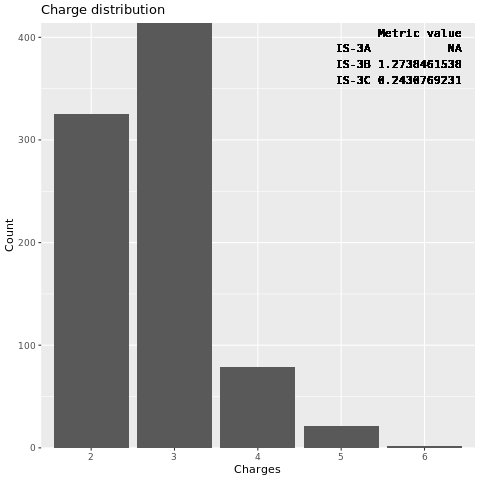 Charge distribution
Metric value
IS-3A NA
IS-3B 1.2738461538
IS-3C 0.2430769231
400
300
200
100
0
Count
2 3 4 5 6
Charges